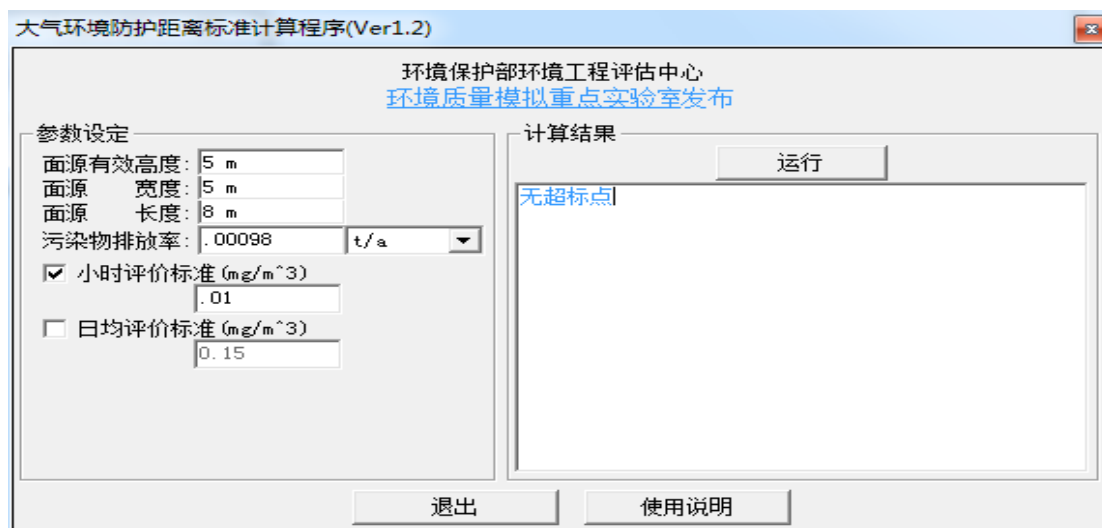 大气环境防护距离标准计算程序(Ver1.2)
环境保护部环境工程评估中心
环境质量模拟重点实验室发布
参数设定
面源有效高度: 5 m
面源 宽度: 5 m
面源 长度: 8 m
污染物排放率: .00098 t/a
小时评价标准(mg/m^3)
.01
日均评价标准(mg/m^3)
0.15
计算结果
运行
无超标点
退出 使用说明